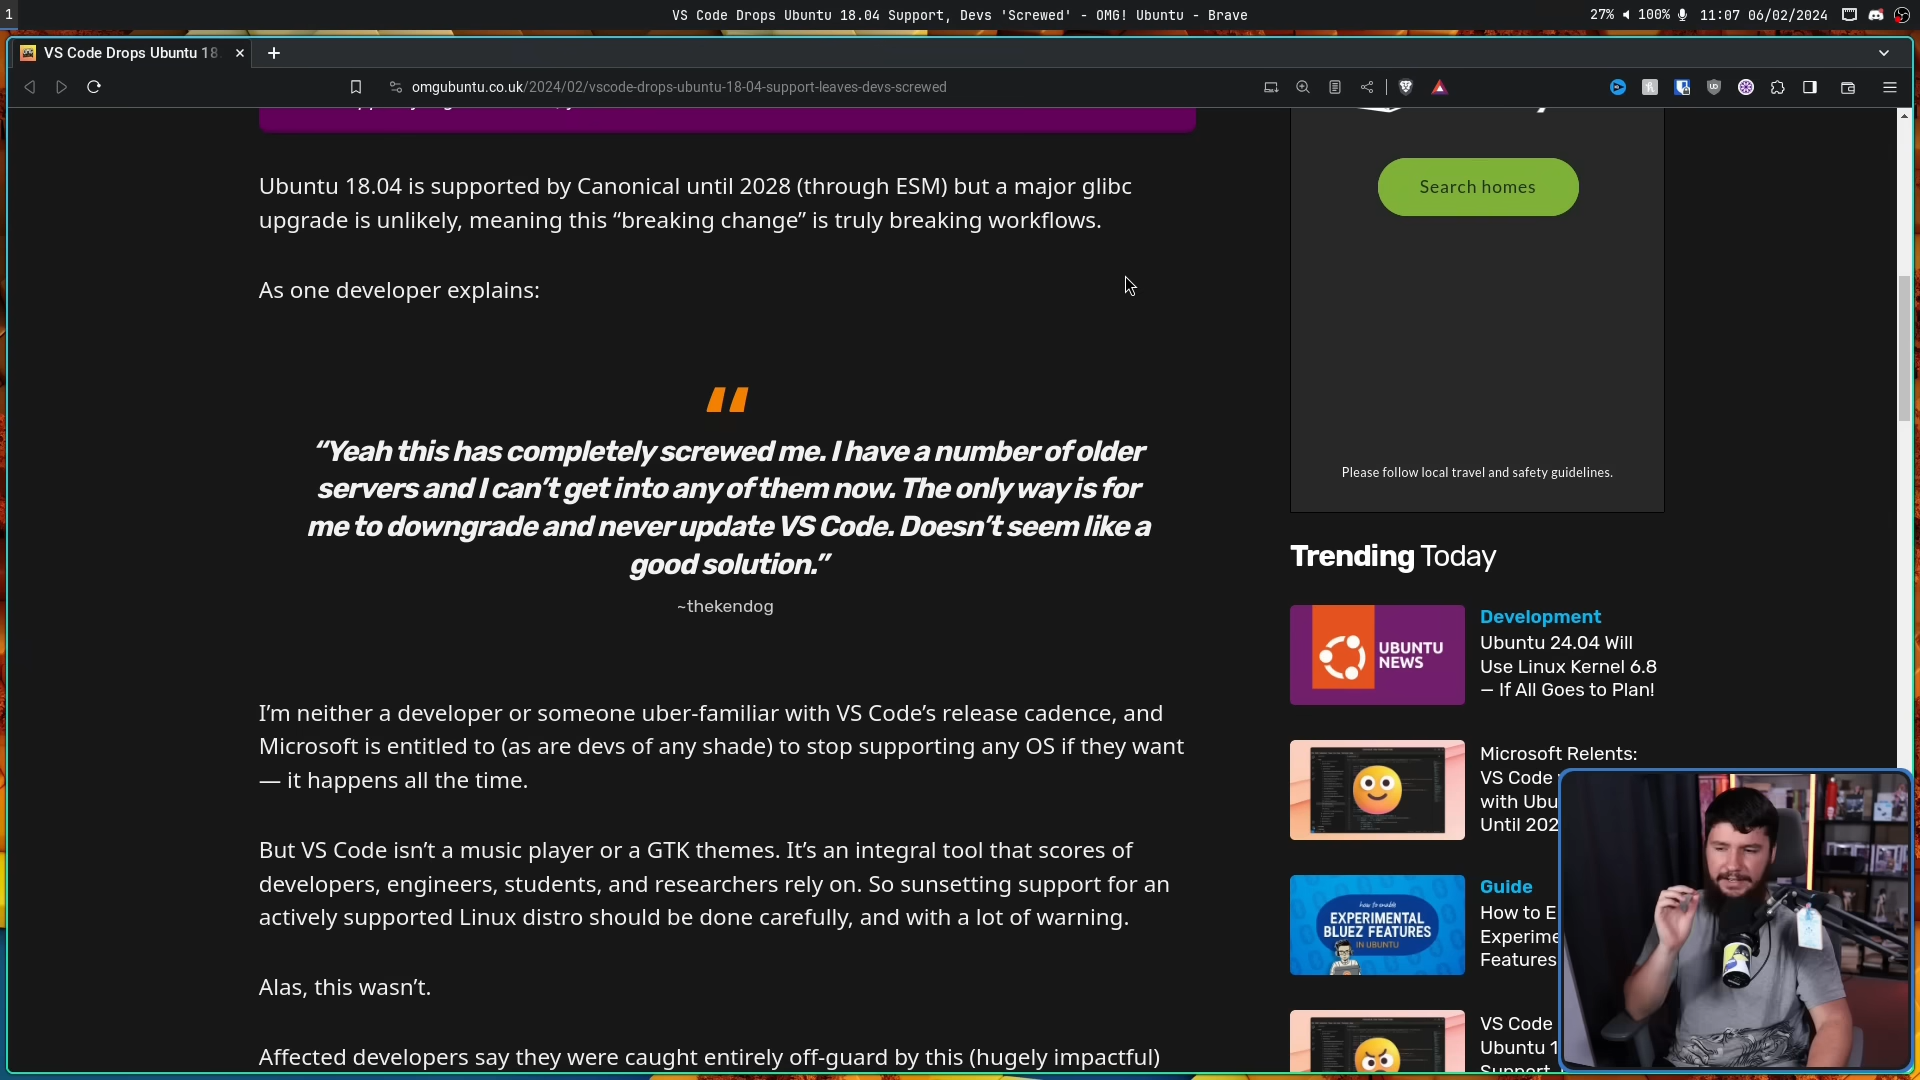 1
VS Code Drops Ubuntu 18.04 Support, Devs 'Screwed' - OMG! Ubuntu - Brave
27% 100% 11:07 06/02/2024
VS Code Drops Ubuntu 18
omgubuntu.co.uk/2024/02/vscode-drops-ubuntu-18-04-support-leaves-devs-screwed
Ubuntu 18.04 is supported by Canonical until 2028 (through ESM) but a major glibc
upgrade is unlikely, meaning this “breaking change” is truly breaking workflows.
As one developer explains:
“Yeah this has completely screwed me. I have a number of older
servers and I can’t get into any of them now. The only way is for
me to downgrade and never update VS Code. Doesn’t seem like a
good solution.”
~thekendog
I’m neither a developer or someone uber-familiar with VS Code’s release cadence, and
Microsoft is entitled to (as are devs of any shade) to stop supporting any OS if they want
— it happens all the time.
But VS Code isn’t a music player or a GTK themes. It’s an integral tool that scores of
developers, engineers, students, and researchers rely on. So sunsetting support for an
actively supported Linux distro should be done carefully, and with a lot of warning.
Alas, this wasn’t.
Affected developers say they were caught entirely off-guard by this (hugely impactful)
Search homes
Please follow local travel and safety guidelines.
Trending Today
UBUNTU
NEWS
Development
Ubuntu 24.04 Will
Use Linux Kernel 6.8
— If All Goes to Plan!
Microsoft Relents:
VS Code
with Ubu
Until 202
how to enable
EXPERIMENTAL
BLUEZ FEATURES
IN UBUNTU
Guide
How to E
Experime
Features
VS Code
Ubuntu 1
Support